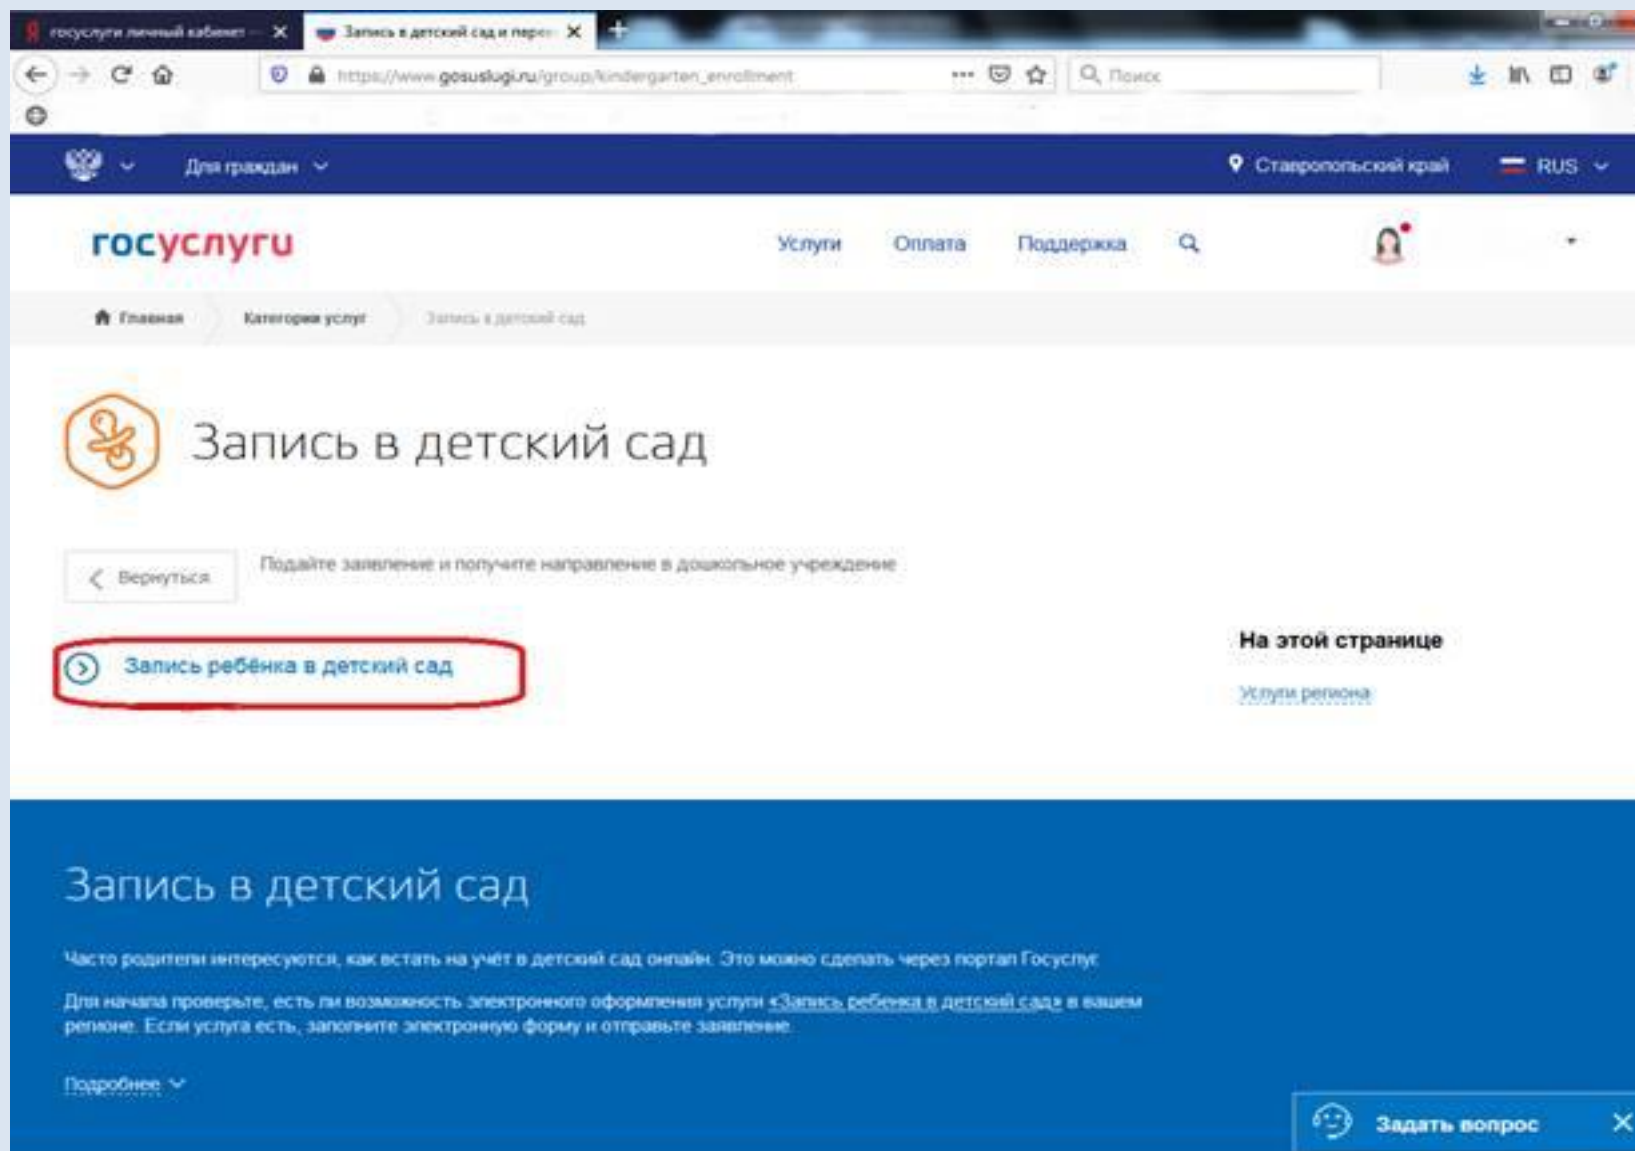 госуслуги личный кабинет —
Запись в детский сад и перев
https://www.gosuslugi.ru/group/kindergarten_enrollment
Поиск
Для граждан
Ставропольский край
RUS
госуслуги
Услуги
Оплата
Поддержка
Главная
Категории услуг
Запись в детский сад
Запись в детский сад
Вернуться
Подайте заявление и получите направление в дошкольное учреждение
На этой странице
Запись ребёнка в детский сад
Услуги региона
Запись в детский сад
Часто родители интересуются, как встать на учёт в детский сад онлайн. Это можно сделать через портал Госуслуг.
Для начала проверьте, есть ли возможность электронного оформления услуги «Запись ребенка в детский сад» в вашем
регионе. Если услуга есть, заполните электронную форму и отправьте заявление.
Подробнее
Задать вопрос